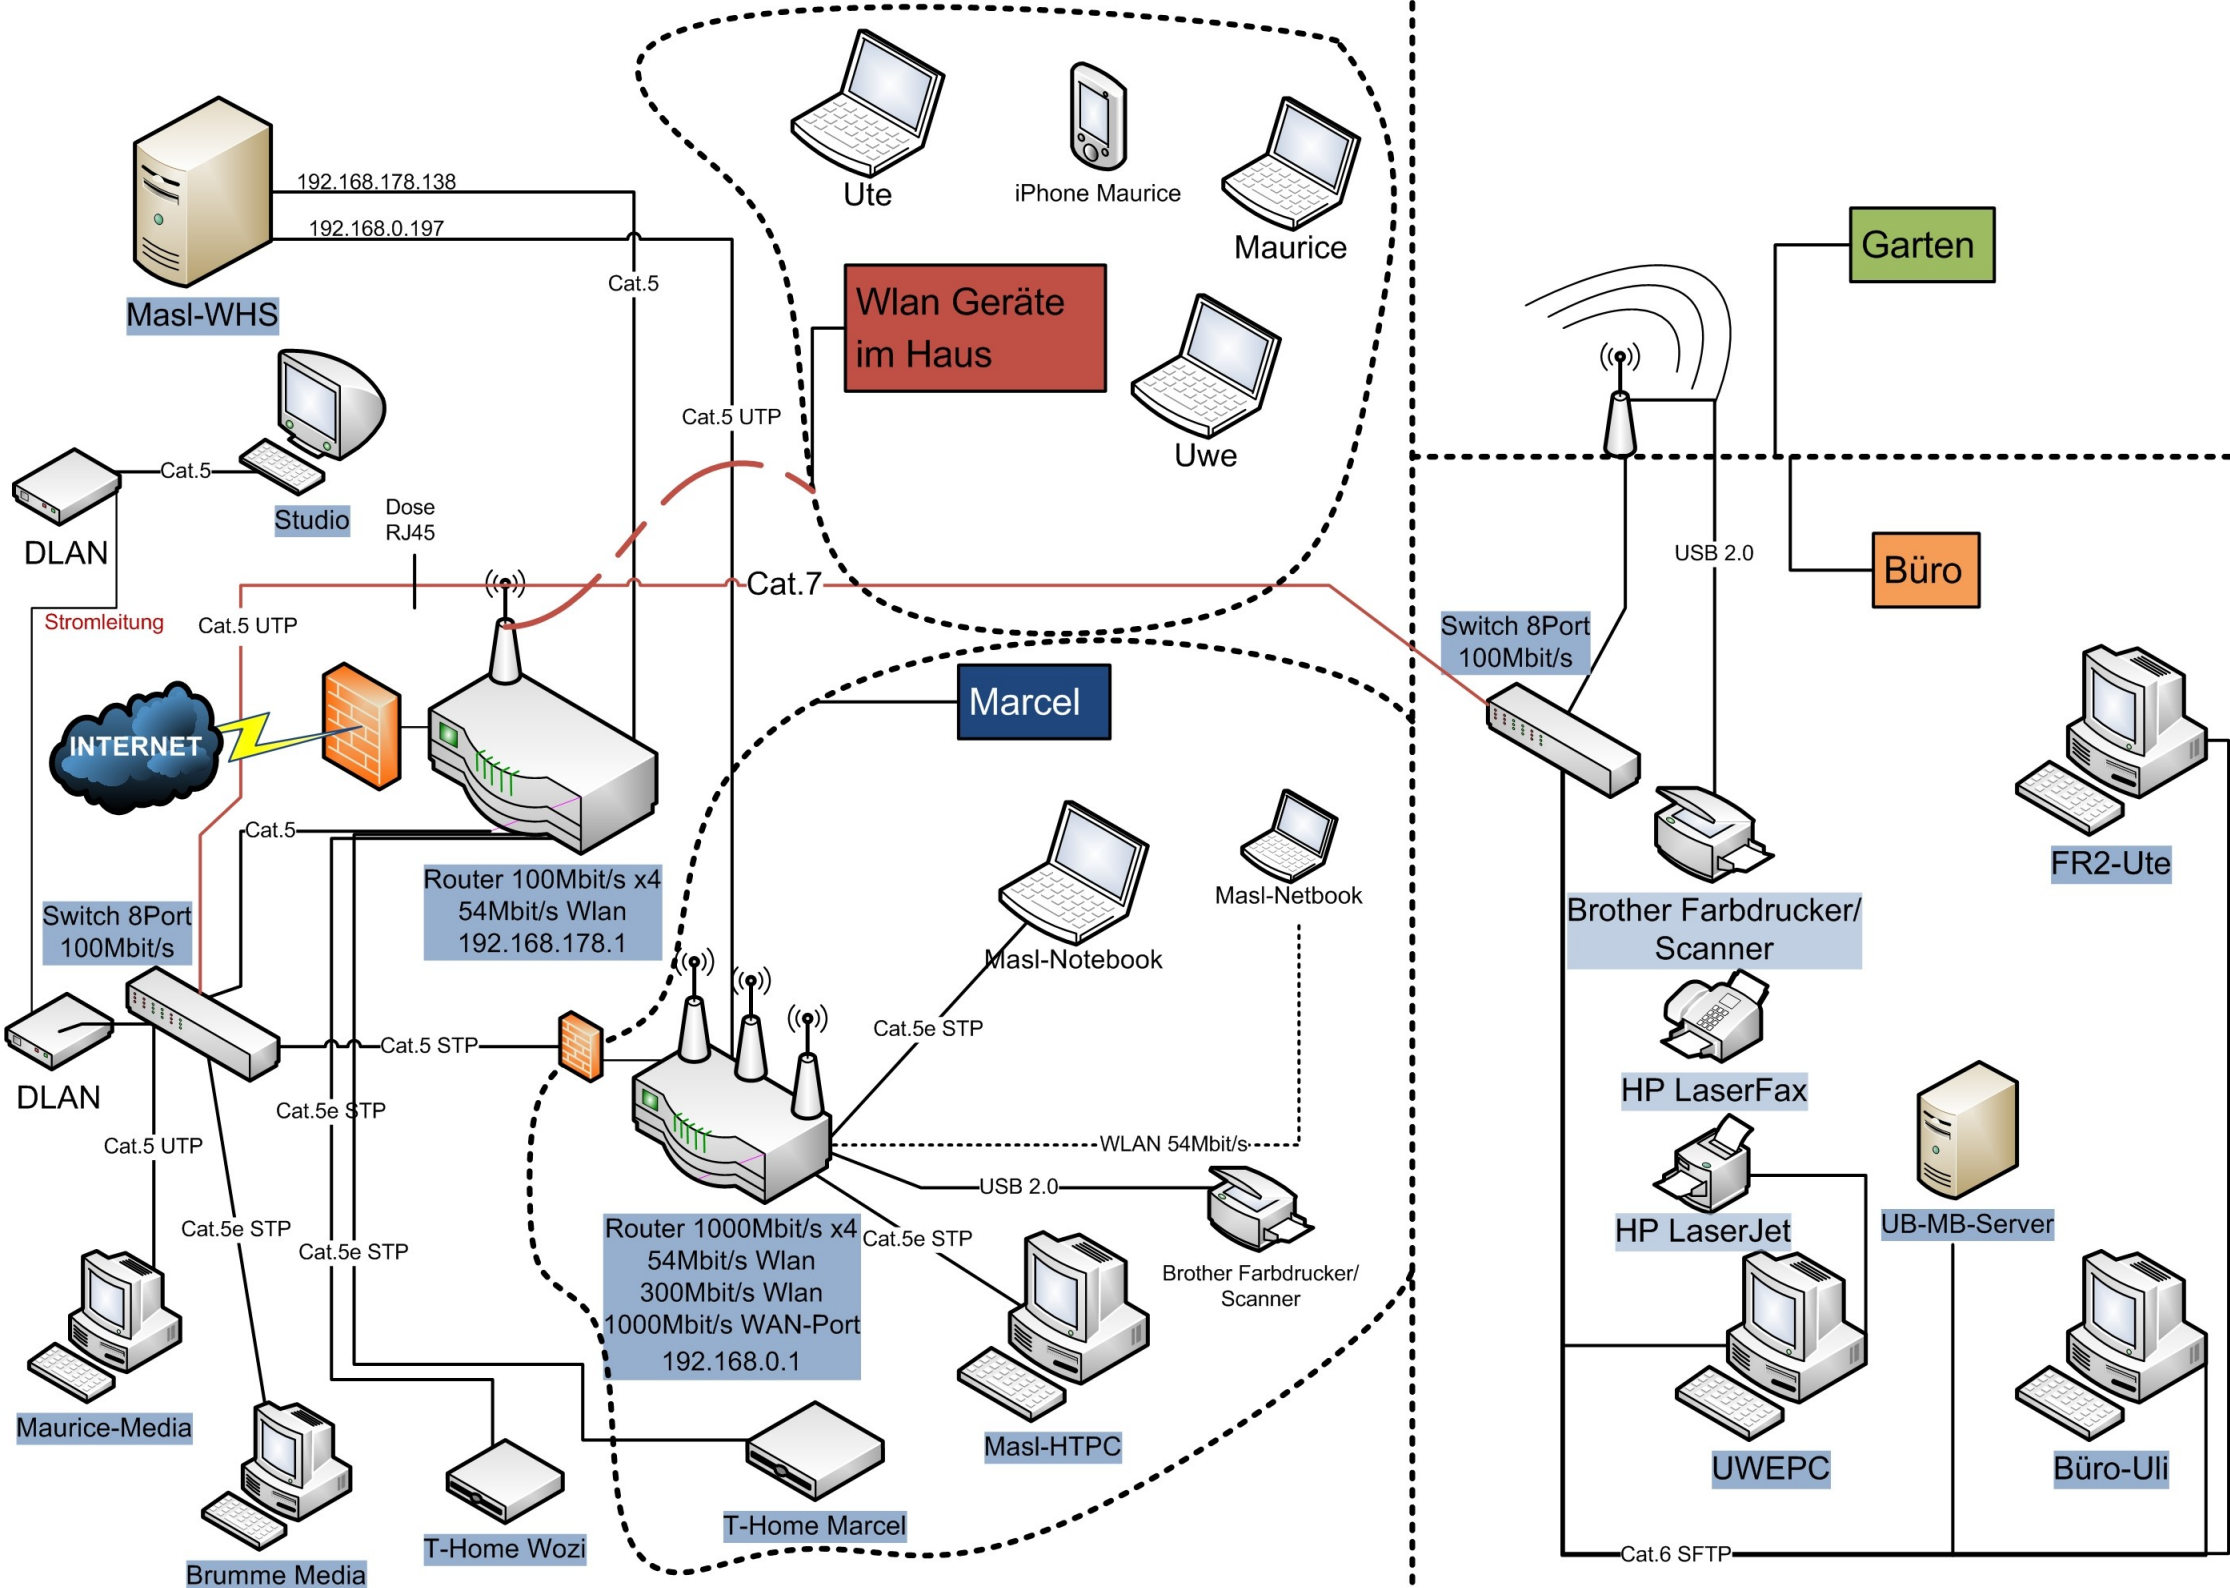 192.168.178.138
192.168.0.197
Masl-WHS
Cat.5
Cat.5 UTP
Ute
iPhone Maurice
Maurice
Wlan Geräte
im Haus
Uwe
Garten
Büro
USB 2.0
Cat.5
Studio
DLAN
Dose
RJ45
Stromleitung
Cat.5 UTP
Cat.7
INTERNET
Cat.5
Router 100Mbit/s x4
54Mbit/s Wlan
192.168.178.1
Switch 8Port
100Mbit/s
DLAN
Cat.5 STP
Cat.5e STP
Cat.5 UTP
Cat.5e STP
Cat.5e STP
Maurice-Media
Brumme Media
T-Home Wozi
T-Home Marcel
Marcel
Masl-Notebook
Masl-Netbook
Cat.5e STP
WLAN 54Mbit/s
USB 2.0
Cat.5e STP
Router 1000Mbit/s x4
54Mbit/s Wlan
300Mbit/s Wlan
1000Mbit/s WAN-Port
192.168.0.1
Brother Farbdrucker/
Scanner
Masl-HTPC
Switch 8Port
100Mbit/s
FR2-Ute
Brother Farbdrucker/
Scanner
HP LaserFax
HP LaserJet
UB-MB-Server
UWEPC
Büro-Uli
Cat.6 SFTP